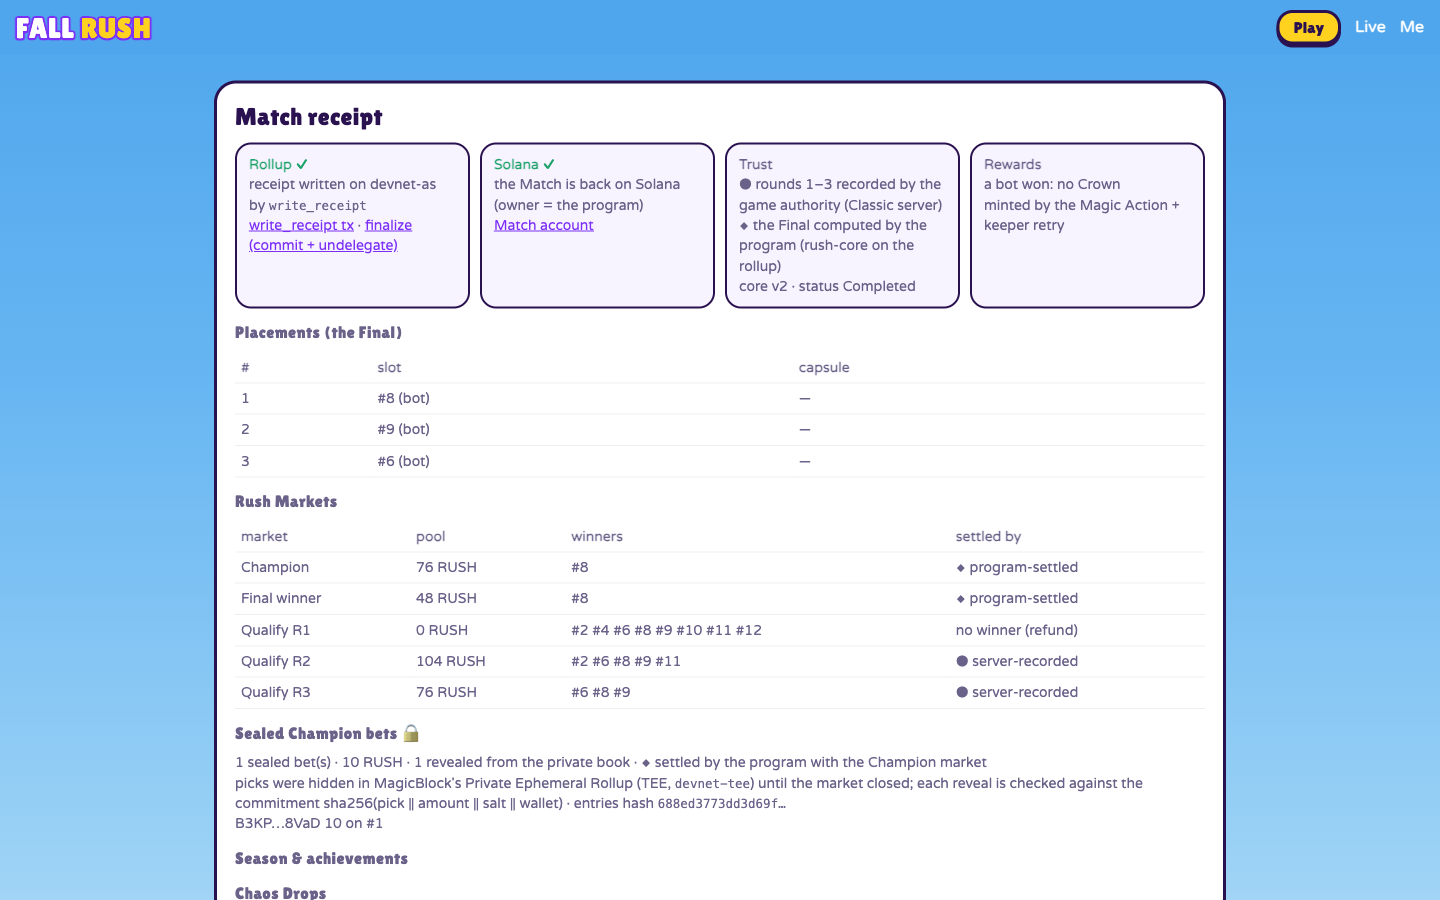 FALL RUSH
Play Live Me
Match receipt
Rollup ✓
receipt written on devnet-as
by write_receipt
write_receipt tx · finalize
(commit + undelegate)
Solana ✓
the Match is back on Solana
(owner = the program)
Match account
Trust
● rounds 1–3 recorded by the
game authority (Classic server)
◆ the Final computed by the
program (rush-core on the
rollup)
core v2 · status Completed
Rewards
a bot won: no Crown
minted by the Magic Action +
keeper retry
Placements (the Final)
# slot capsule
1 #8 (bot) —
2 #9 (bot) —
3 #6 (bot) —
Rush Markets
market pool winners settled by
Champion 76 RUSH #8 ◆ program-settled
Final winner 48 RUSH #8 ◆ program-settled
Qualify R1 0 RUSH #2 #4 #6 #8 #9 #10 #11 #12 no winner (refund)
Qualify R2 104 RUSH #2 #6 #8 #9 #11 ● server-recorded
Qualify R3 76 RUSH #6 #8 #9 ● server-recorded
Sealed Champion bets 🔒
1 sealed bet(s) · 10 RUSH · 1 revealed from the private book · ◆ settled by the program with the Champion market
picks were hidden in MagicBlock's Private Ephemeral Rollup (TEE, devnet-tee) until the market closed; each reveal is checked against the
commitment sha256(pick ‖ amount ‖ salt ‖ wallet) · entries hash 688ed3773dd3d69f…
B3KP…8VaD 10 on #1
Season & achievements
Chaos Drops